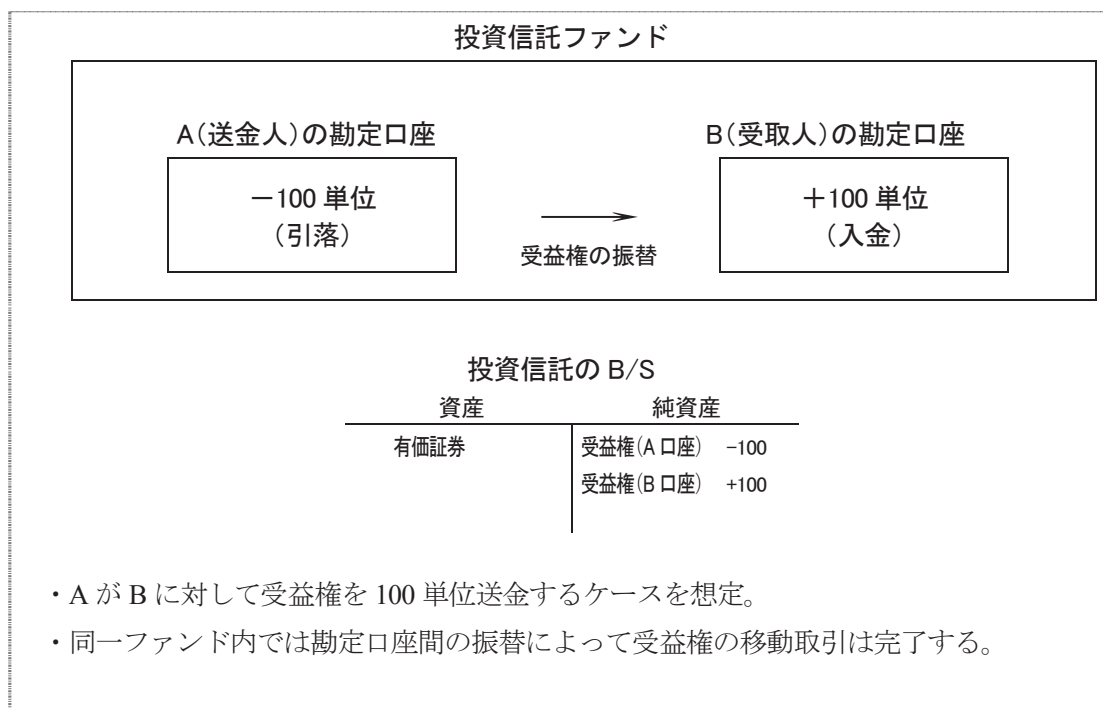 投資信託ファンド
A(送金人)の勘定口座
B(受取人)の勘定口座
－100 単位
(引落)
受益権の振替
＋100 単位
(入金)
投資信託の B/S
資産 純資産
有価証券 受益権(A 口座) −100
受益権(B 口座) +100
・A が B に対して受益権を 100 単位送金するケースを想定。
・同一ファンド内では勘定口座間の振替によって受益権の移動取引は完了する。